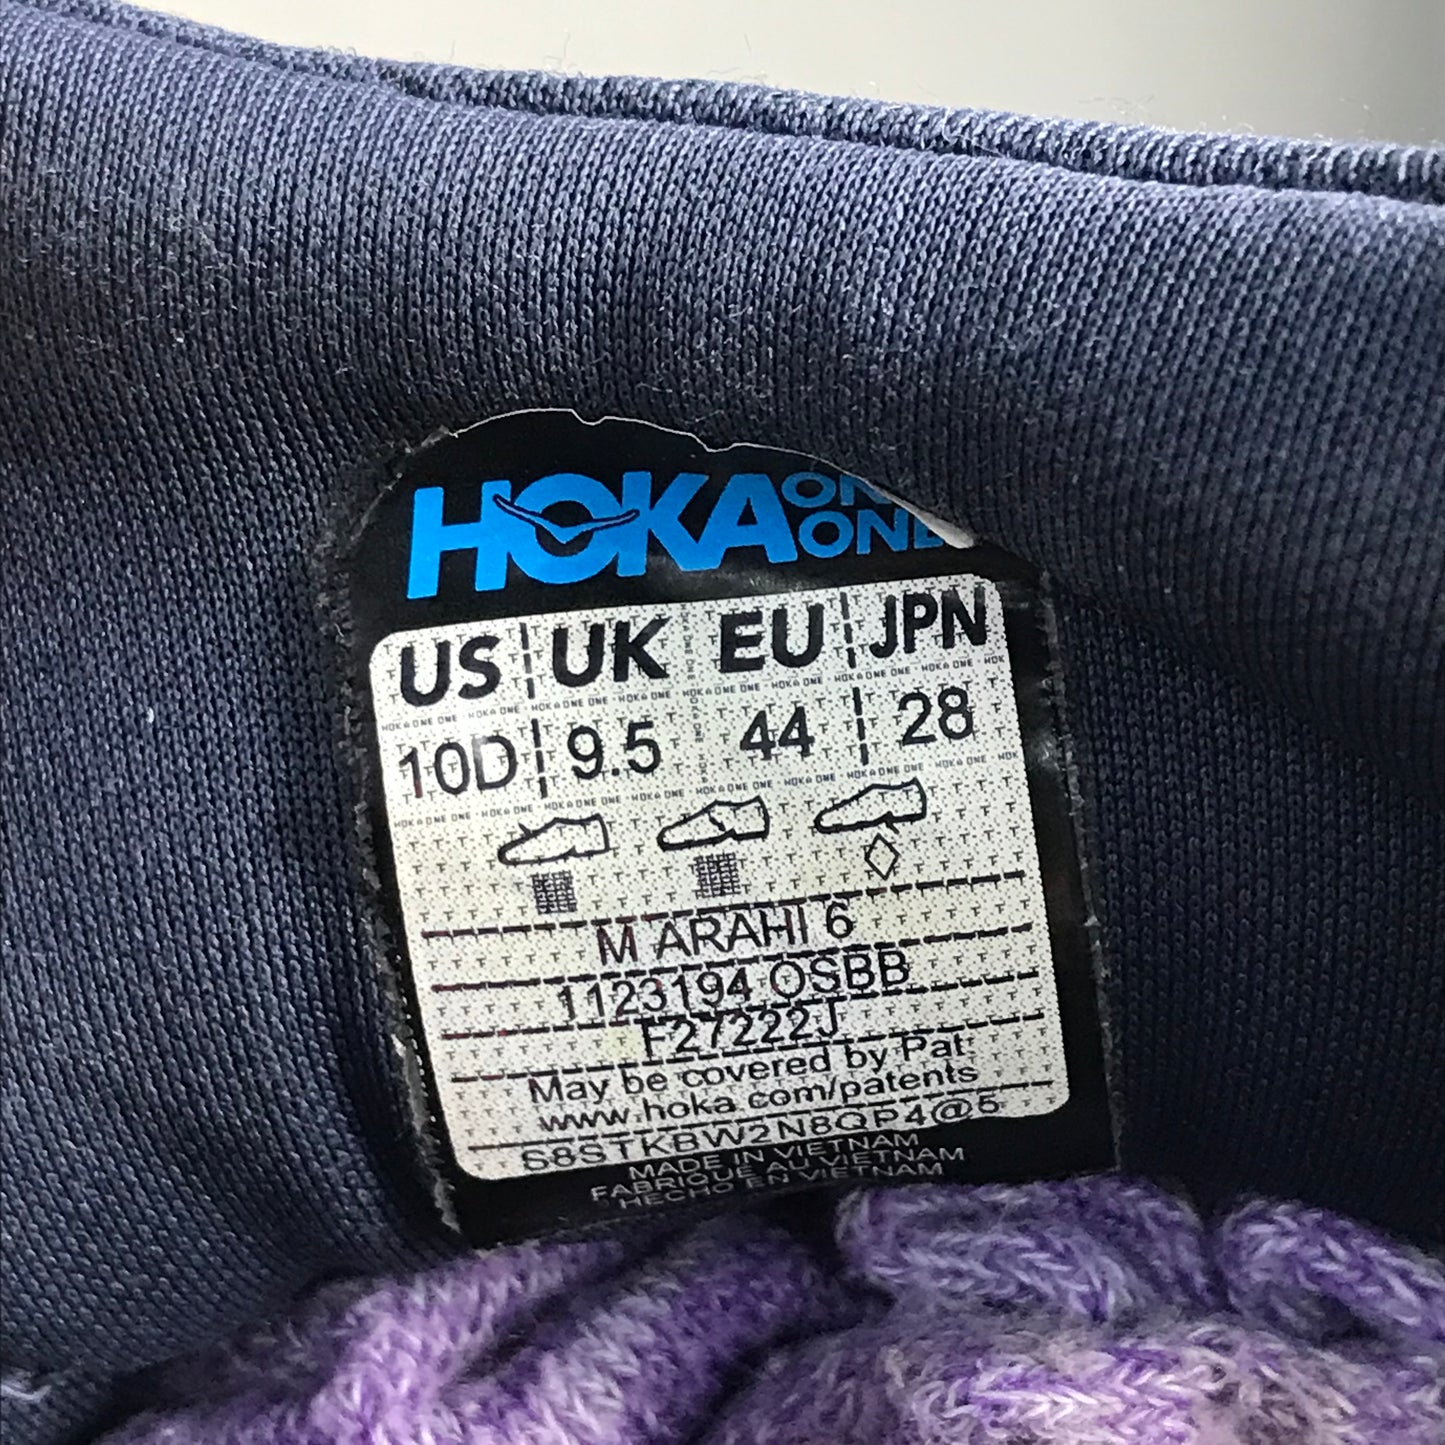 HOKA ONE ONE
US UK EU JPN
10D 9.5 44 28
M ARAHI 6
1123194 OSBB
F27222J
May be covered by Pat:
www.hoka.com/patents
S8STKBW2N8QP4@5
MADE IN VIETNAM
FABRIQUÉ AU VIETNAM
HECHO EN VIETNAM